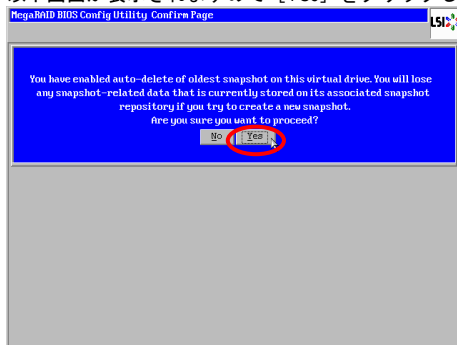 MegaRAID BIOS Config Utility Confirm Page
LSI
You have enabled auto-delete of oldest snapshot on this virtual drive. You will lose
any snapshot-related data that is currently stored on its associated snapshot
repository if you try to create a new snapshot.
Are you sure you want to proceed?
No Yes